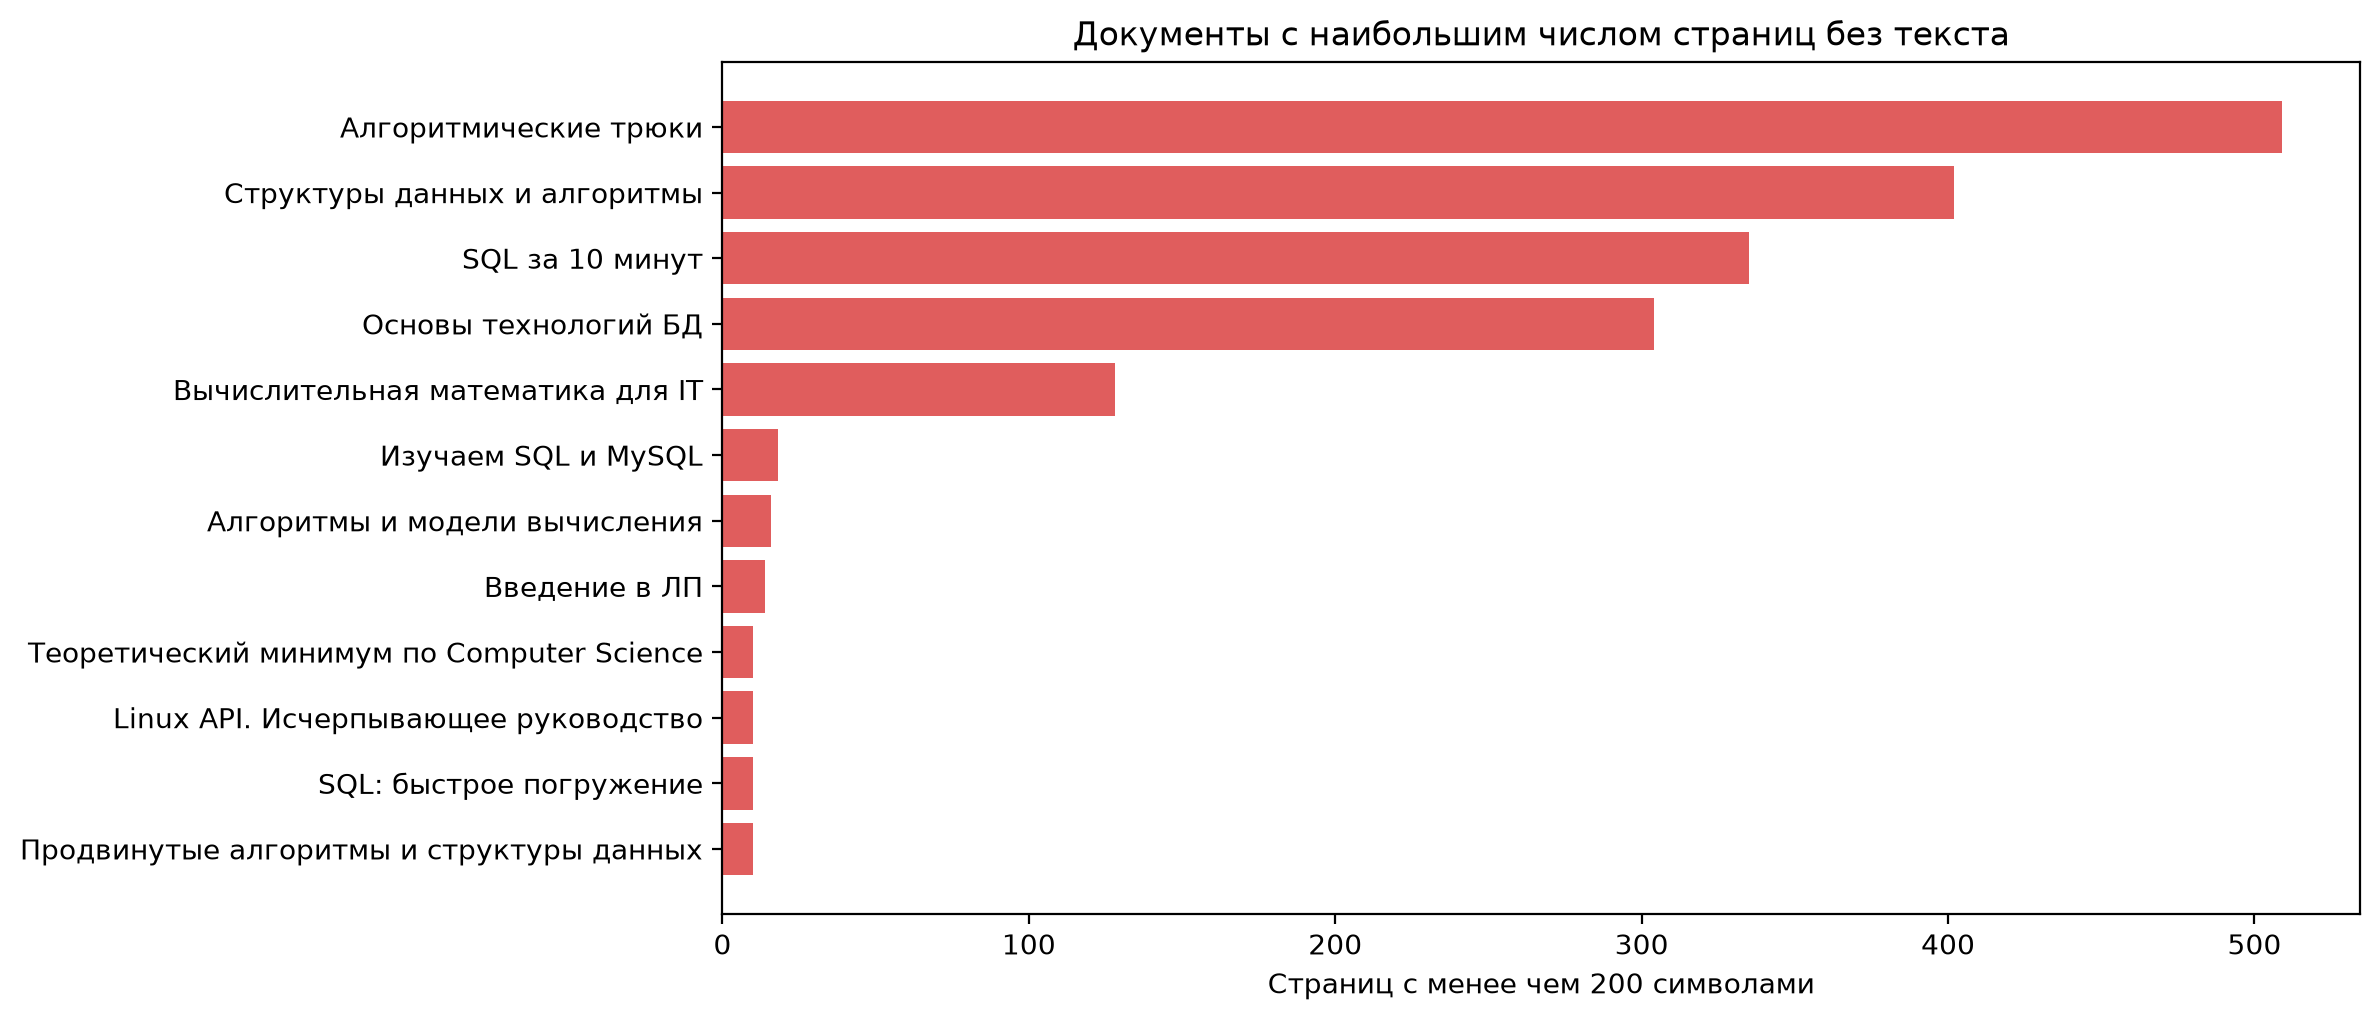 Документы с наибольшим числом страниц без текста
Алгоритмические трюки
Структуры данных и алгоритмы
SQL за 10 минут
Основы технологий БД
Вычислительная математика для IT
Изучаем SQL и MySQL
Алгоритмы и модели вычисления
Введение в ЛП
Теоретический минимум по Computer Science
Linux API. Исчерпывающее руководство
SQL: быстрое погружение
Продвинутые алгоритмы и структуры данных
0 100 200 300 400 500
Страниц с менее чем 200 символами